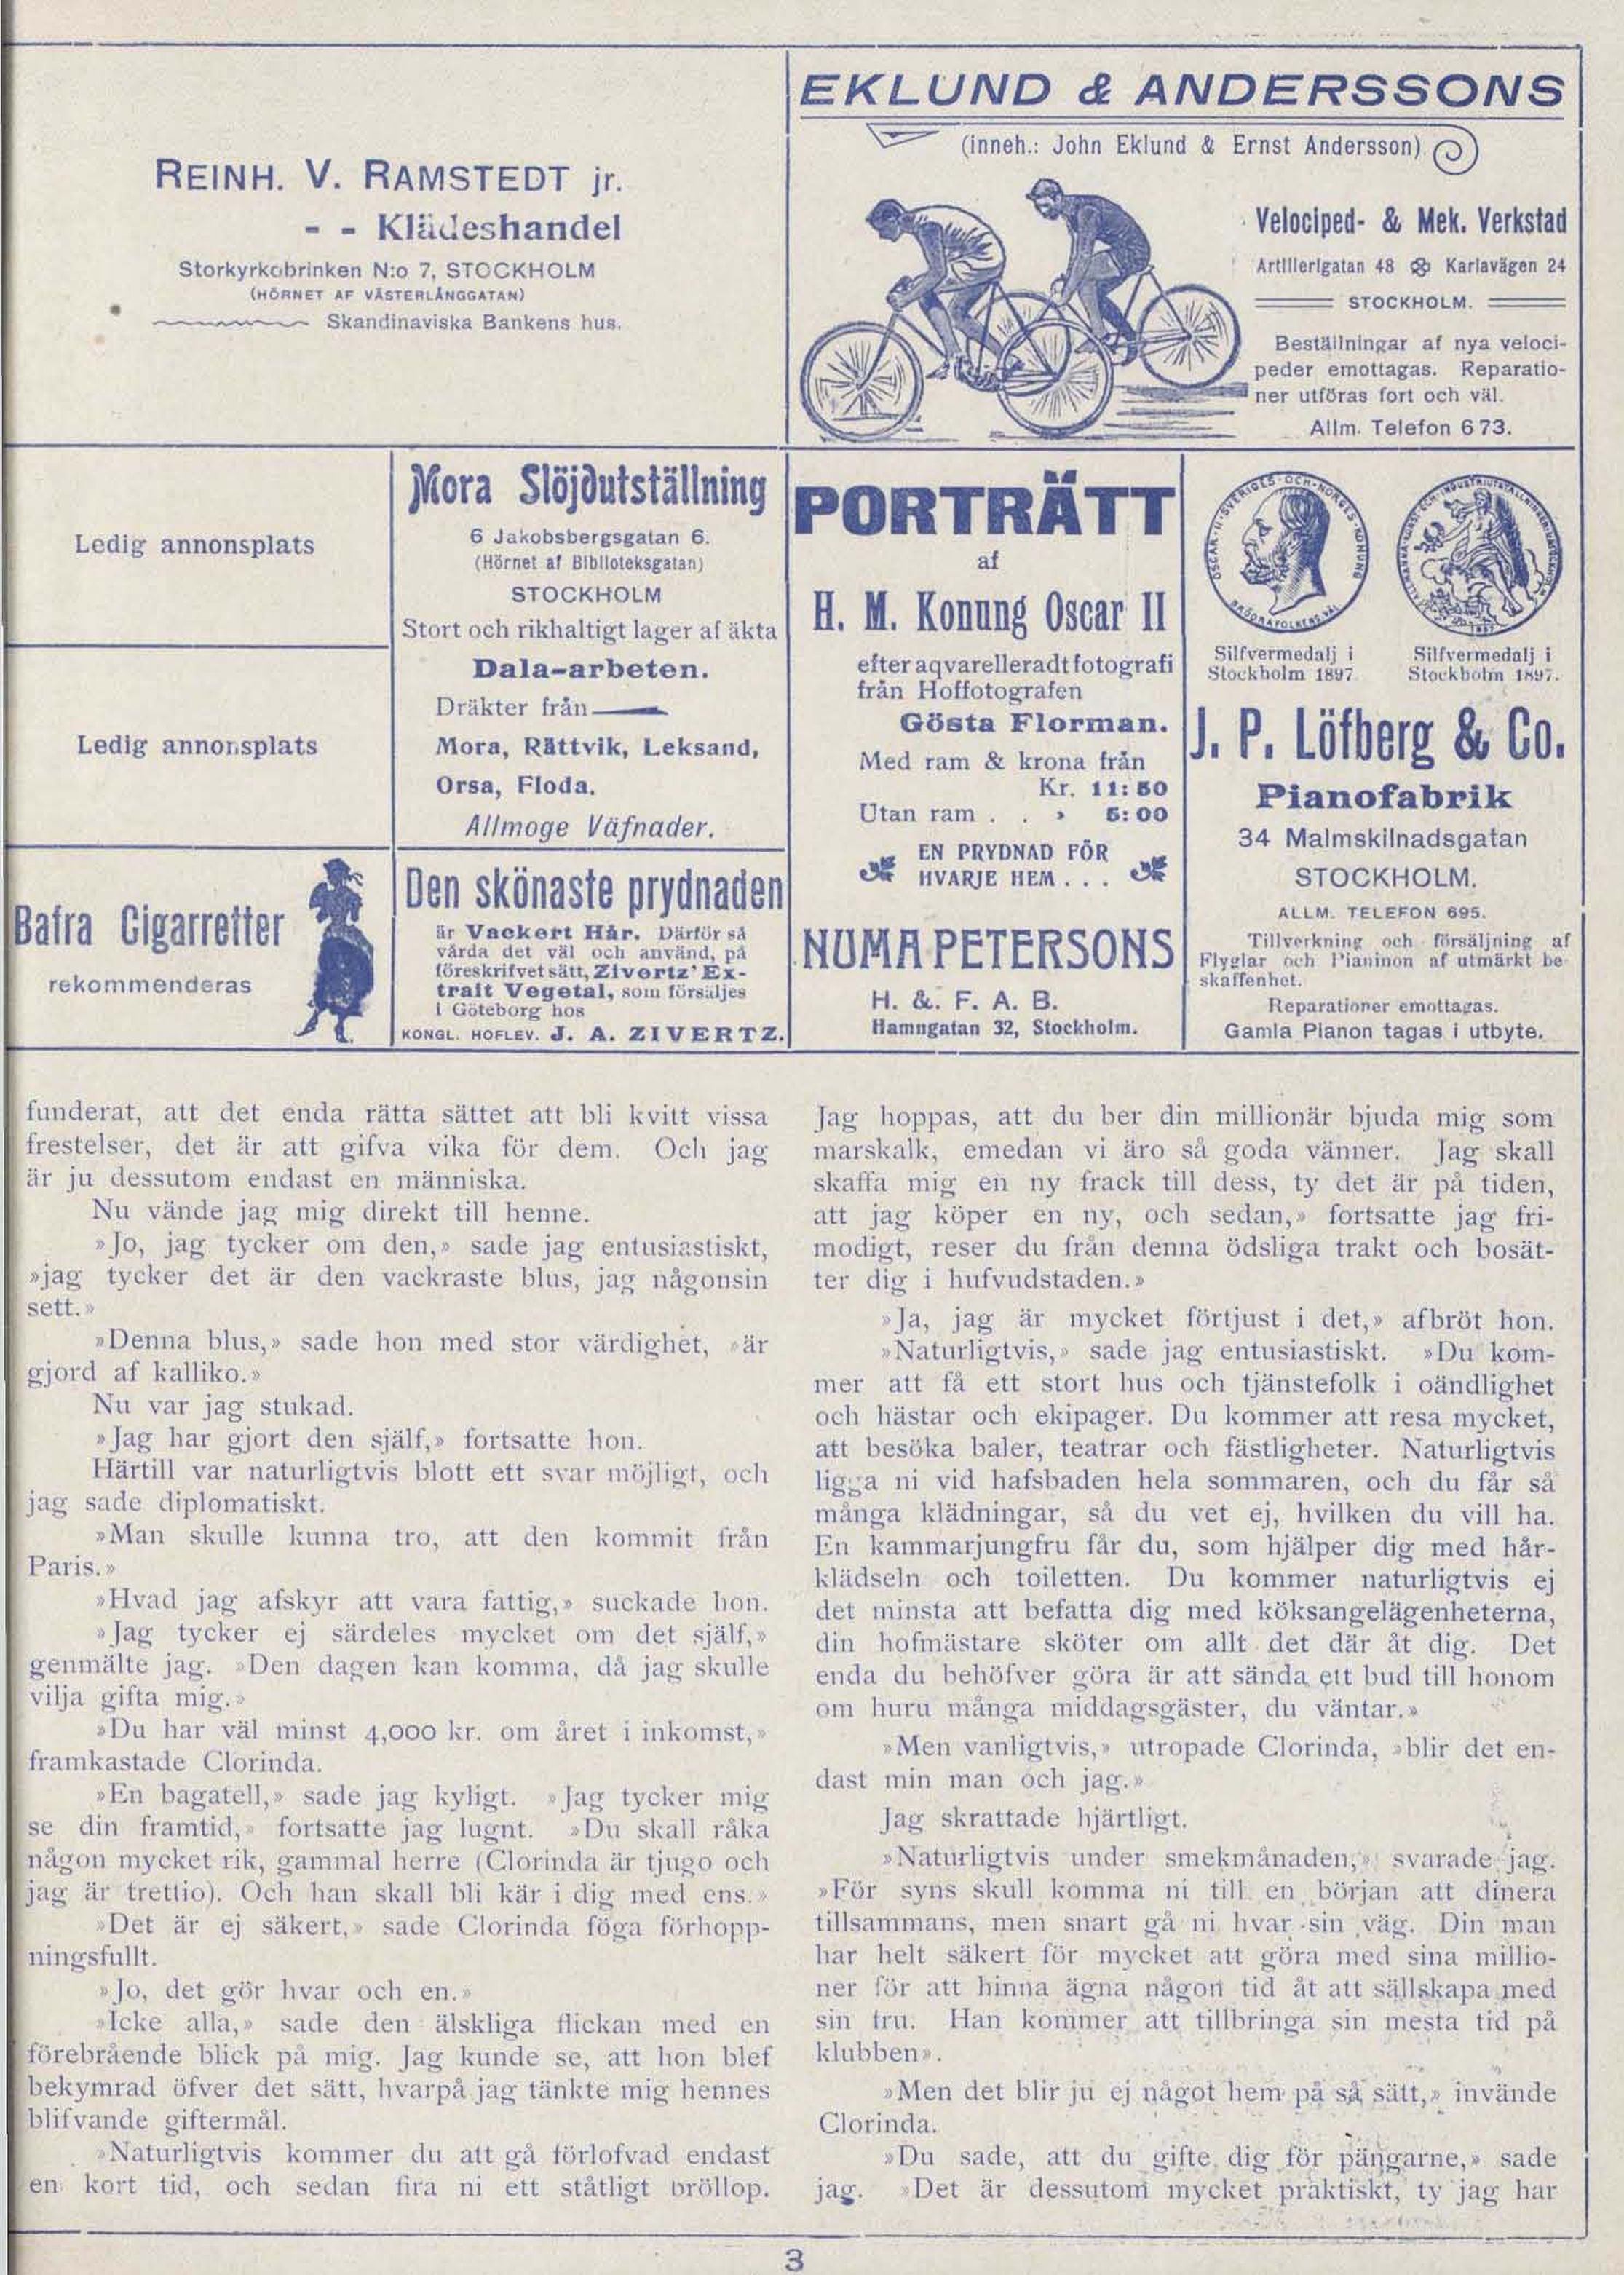 REINH. V. RAMSTEDT jr.
- - Klädeshandel
Storkyrkobrinken N:o 7, STOCKHOLM
(HÖRNET AF VÄSTERLÅNGGATAN)
Skandinaviska Bankens hus.
EKLUND & ANDERSSONS
(inneh.: John Eklund & Ernst Andersson)
Velociped- & Mek. Verkstad
Artillerigatan 48 Karlavägen 24
STOCKHOLM.
Beställningar af nya veloci-
peder emottagas. Reparatio-
ner utföras fort och väl.
Allm. Telefon 673.
Ledig annonsplats
Ledig annonsplats
Bafra Cigarretter
rekommenderas
Mora Slöjdutställning
6 Jakobsbergsgatan 6.
(Hörnet af Biblioteksgatan)
STOCKHOLM
Stort och rikhaltigt lager af äkta
Dala-arbeten.
Dräkter från
Mora, Rättvik, Leksand,
Orsa, Floda.
Allmoge Väfnader.
Den skönaste prydnaden
är Vackert Hår. Därför så
vårda det väl och använd, på
föreskrifvet sätt, Zivertz' Ex-
trait Vegetal, som försäljes
i Göteborg hos
KONGL. HOFLEV. J. A. ZIVERTZ.
PORTRÄTT
af
H. M. Konung Oscar II
efter aqvarelleradt fotografi
från Hoffotografen
Gösta Florman.
Med ram & krona från
Kr. 11: 50
Utan ram . . » 5: 00
EN PRYDNAD FÖR
HVARJE HEM . . .
NUMA PETERSONS
H. &. F. A. B.
Hamngatan 32, Stockholm.
OSCAR · II · SVERIGES · OCH · NORGES · KONUNG
Silfvermedalj i
Stockholm 1897
Silfvermedalj i
Stockholm 1897.
J. P. Löfberg & Co.
Pianofabrik
34 Malmskilnadsgatan
STOCKHOLM.
ALLM. TELEFON 695.
Tillverkning och försäljning af
Flyglar och Pianinon af utmärkt be-
skaffenhet.
Reparationer emottagas.
Gamla Pianon tagas i utbyte.
funderat, att det enda rätta sättet att bli kvitt vissa
frestelser, det är att gifva vika för dem. Och jag
är ju dessutom endast en människa.
Nu vände jag mig direkt till henne.
»Jo, jag tycker om den,» sade jag entusiastiskt,
»jag tycker det är den vackraste blus, jag någonsin
sett.»
»Denna blus,» sade hon med stor värdighet, »är
gjord af kalliko.»
Nu var jag stukad.
»Jag har gjort den själf,» fortsatte hon.
Härtill var naturligtvis blott ett svar möjligt, och
jag sade diplomatiskt.
»Man skulle kunna tro, att den kommit från
Paris.»
»Hvad jag afskyr att vara fattig,» suckade hon.
»Jag tycker ej särdeles mycket om det själf,»
genmälte jag. »Den dagen kan komma, då jag skulle
vilja gifta mig.»
»Du har väl minst 4,000 kr. om året i inkomst,»
framkastade Clorinda.
»En bagatell,» sade jag kyligt. »Jag tycker mig
se din framtid,» fortsatte jag lugnt. »Du skall råka
någon mycket rik, gammal herre (Clorinda är tjugo och
jag är trettio). Och han skall bli kär i dig med ens.»
»Det är ej säkert,» sade Clorinda föga förhopp-
ningsfullt.
»Jo, det gör hvar och en.»
»Icke alla,» sade den älskliga flickan med en
förebrående blick på mig. Jag kunde se, att hon blef
bekymrad öfver det sätt, hvarpå jag tänkte mig hennes
blifvande giftermål.
»Naturligtvis kommer du att gå förlofvad endast
en kort tid, och sedan fira ni ett ståtligt bröllop.
Jag hoppas, att du ber din millionär bjuda mig som
marskalk, emedan vi äro så goda vänner. Jag skall
skaffa mig en ny frack till dess, ty det är på tiden,
att jag köper en ny, och sedan,» fortsatte jag fri-
modigt, reser du från denna ödsliga trakt och bosät-
ter dig i hufvudstaden.»
»Ja, jag är mycket förtjust i det,» afbröt hon.
»Naturligtvis,» sade jag entusiastiskt. »Du kom-
mer att få ett stort hus och tjänstefolk i oändlighet
och hästar och ekipager. Du kommer att resa mycket,
att besöka baler, teatrar och fästligheter. Naturligtvis
ligga ni vid hafsbaden hela sommaren, och du får så
många klädningar, så du vet ej, hvilken du vill ha.
En kammarjungfru får du, som hjälper dig med hår-
klädseln och toiletten. Du kommer naturligtvis ej
det minsta att befatta dig med köksangelägenheterna,
din hofmästare sköter om allt det där åt dig. Det
enda du behöfver göra är att sända ett bud till honom
om huru många middagsgäster, du väntar.»
»Men vanligtvis,» utropade Clorinda, »blir det en-
dast min man och jag.»
Jag skrattade hjärtligt.
»Naturligtvis under smekmånaden,» svarade jag.
»För syns skull komma ni till en början att dinera
tillsammans, men snart gå ni hvar sin väg. Din man
har helt säkert för mycket att göra med sina millio-
ner för att hinna ägna någon tid åt att sällskapa med
sin fru. Han kommer att tillbringa sin mesta tid på
klubben».
»Men det blir ju ej något hem på så sätt,» invände
Clorinda.
»Du sade, att du gifte dig för pängarne,» sade
jag. »Det är dessutom mycket praktiskt, ty jag har
3